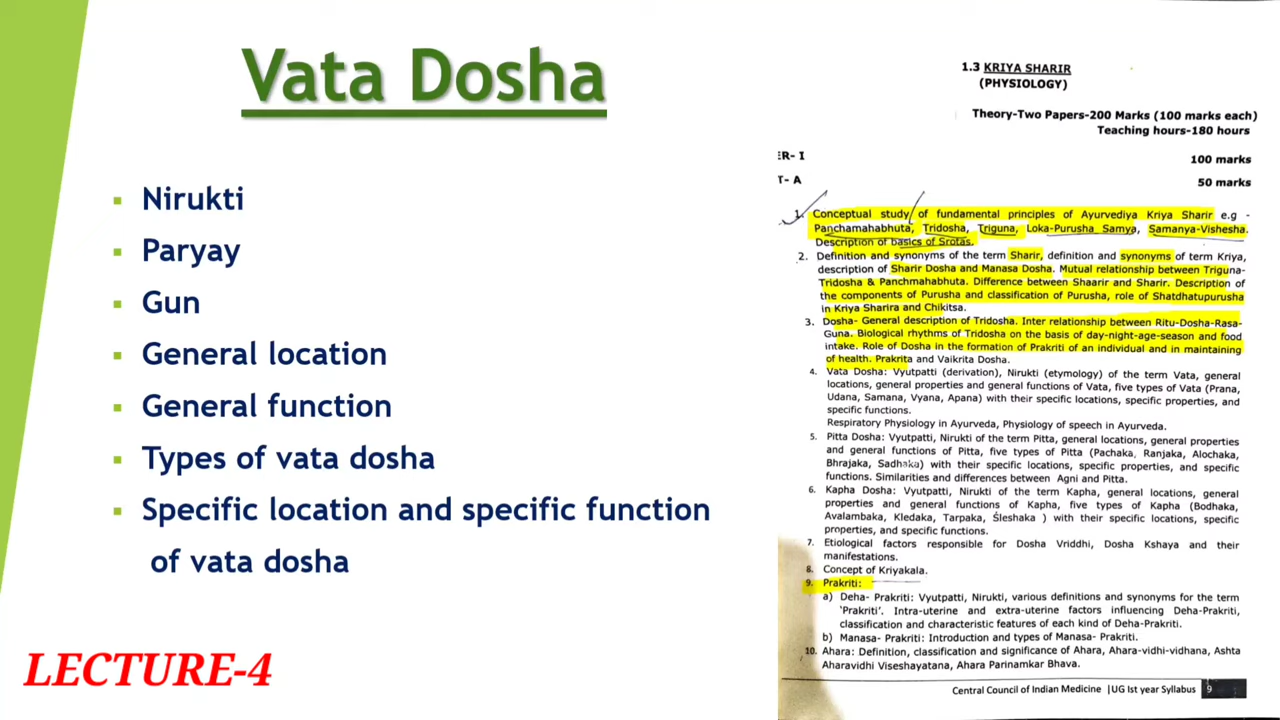 Vata Dosha
Nirukti
Paryay
Gun
General location
General function
Types of vata dosha
Specific location and specific function
of vata dosha
LECTURE-4
1.3 KRIYA SHARIR
(PHYSIOLOGY)
Theory-Two Papers-200 Marks (100 marks each)
Teaching hours-180 hours
ER- I 100 marks
T- A 50 marks
1. Conceptual study of fundamental principles of Ayurvediya Kriya Sharir e.g -
Panchamahabhuta, Tridosha, Triguna, Loka-Purusha Samya, Samanya-Vishesha.
Description of basics of Srotas.
2. Definition and synonyms of the term Sharir, definition and synonyms of term Kriya,
description of Sharir Dosha and Manasa Dosha. Mutual relationship between Triguna-
Tridosha & Panchmahabhuta. Difference between Shaarir and Sharir. Description of
the components of Purusha and classification of Purusha, role of Shatdhatupurusha
in Kriya Sharira and Chikitsa.
3. Dosha- General description of Tridosha. Inter relationship between Ritu-Dosha-Rasa-
Guna. Biological rhythms of Tridosha on the basis of day-night-age-season and food
intake. Role of Dosha in the formation of Prakriti of an individual and in maintaining
of health. Prakrita and Vaikrita Dosha.
4. Vata Dosha: Vyutpatti (derivation), Nirukti (etymology) of the term Vata, general
locations, general properties and general functions of Vata, five types of Vata (Prana,
Udana, Samana, Vyana, Apana) with their specific locations, specific properties, and
specific functions.
Respiratory Physiology in Ayurveda, Physiology of speech in Ayurveda.
5. Pitta Dosha: Vyutpatti, Nirukti of the term Pitta, general locations, general properties
and general functions of Pitta, five types of Pitta (Pachaka, Ranjaka, Alochaka,
Bhrajaka, Sadhaka) with their specific locations, specific properties, and specific
functions. Similarities and differences between Agni and Pitta.
6. Kapha Dosha: Vyutpatti, Nirukti of the term Kapha, general locations, general
properties and general functions of Kapha, five types of Kapha (Bodhaka,
Avalambaka, Kledaka, Tarpaka, Śleshaka ) with their specific locations, specific
properties, and specific functions.
7. Etiological factors responsible for Dosha Vriddhi, Dosha Kshaya and their
manifestations.
8. Concept of Kriyakala.
9. Prakriti:
a) Deha- Prakriti: Vyutpatti, Nirukti, various definitions and synonyms for the term
'Prakriti'. Intra-uterine and extra-uterine factors influencing Deha-Prakriti,
classification and characteristic features of each kind of Deha-Prakriti.
b) Manasa- Prakriti: Introduction and types of Manasa- Prakriti.
10. Ahara: Definition, classification and significance of Ahara, Ahara-vidhi-vidhana, Ashta
Aharavidhi Viseshayatana, Ahara Parinamkar Bhava.
Central Council of Indian Medicine |UG Ist year Syllabus 9